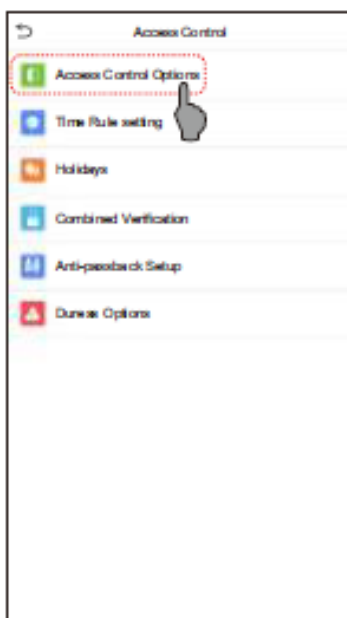 Access Control
Access Control Options
Time Rule setting
Holidays
Combined Verification
Anti-passback Setup
Duress Options